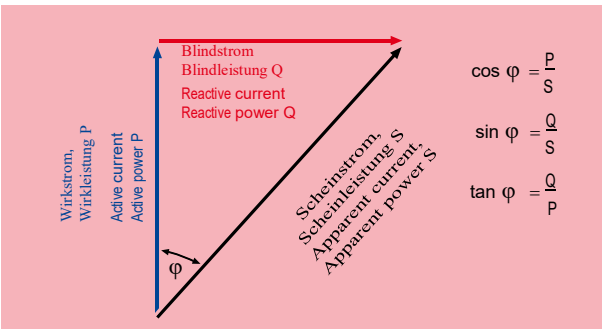 Blindstrom
Blindleistung Q
Reactive current
Reactive power Q
Wirkstrom,
Wirkleistung P
Active current
Active power P
Scheinstrom,
Scheinleistung S
Apparent current,
Apparent power S
φ
cos φ = P/S
sin φ = Q/S
tan φ = Q/P